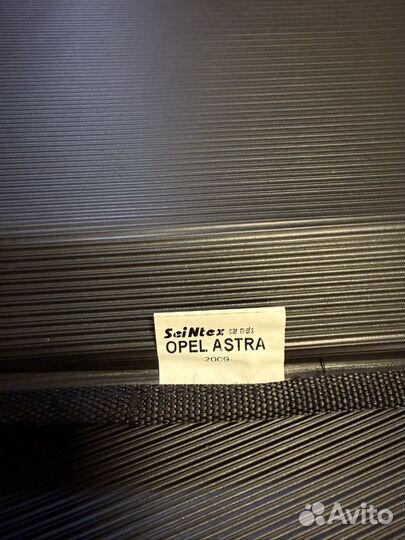 SeiNtex car mats
OPEL ASTRA
2009-
Avito